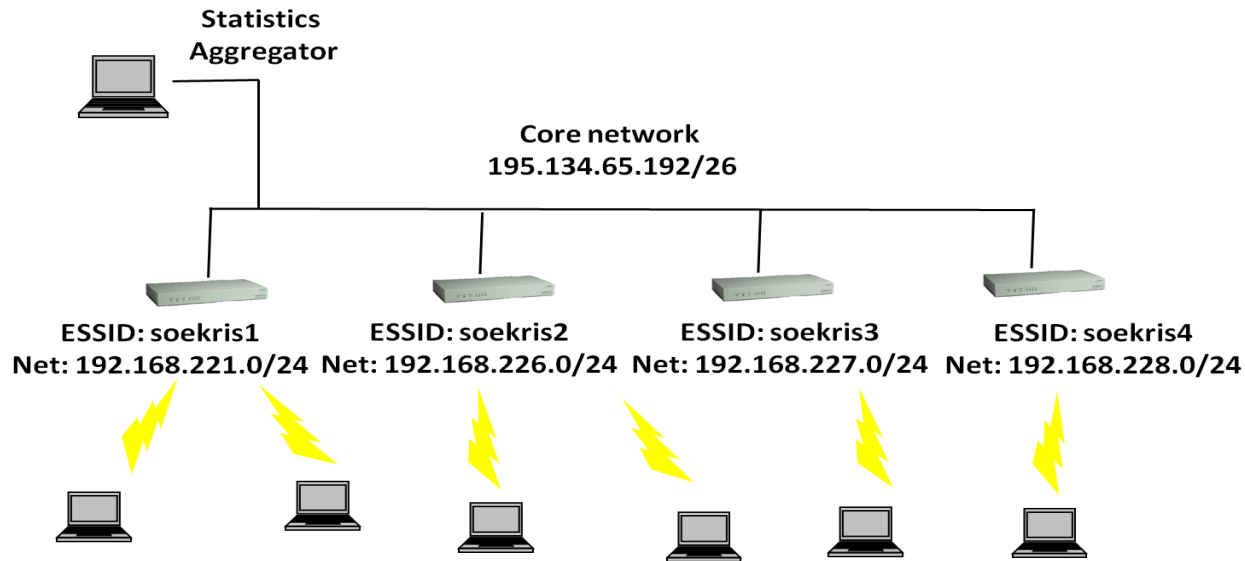 Statistics
Aggregator
Core network
195.134.65.192/26
ESSID: soekris1
Net: 192.168.221.0/24
ESSID: soekris2
Net: 192.168.226.0/24
ESSID: soekris3
Net: 192.168.227.0/24
ESSID: soekris4
Net: 192.168.228.0/24